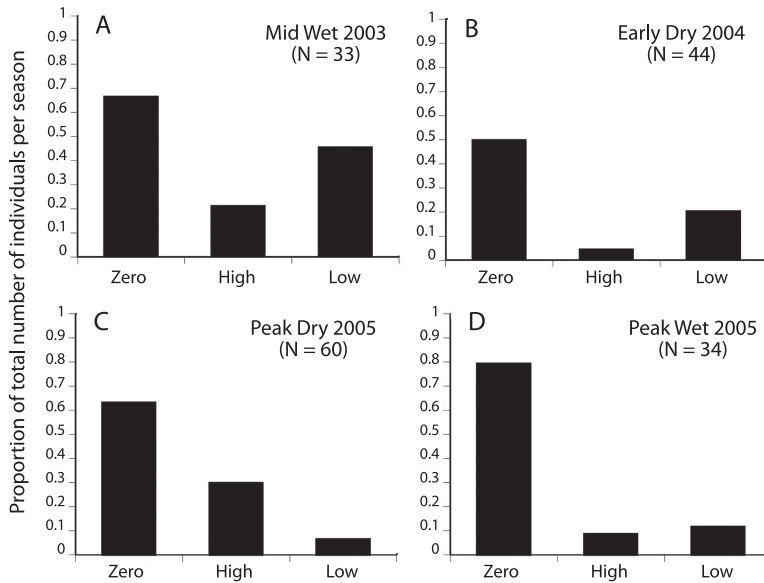 Proportion of total number of individuals per season
A
Mid Wet 2003
(N = 33)
1
0.9
0.8
0.7
0.6
0.5
0.4
0.3
0.2
0.1
0
Zero High Low
B
Early Dry 2004
(N = 44)
1
0.9
0.8
0.7
0.6
0.5
0.4
0.3
0.2
0.1
0
Zero High Low
C
Peak Dry 2005
(N = 60)
1
0.9
0.8
0.7
0.6
0.5
0.4
0.3
0.2
0.1
0
Zero High Low
D
Peak Wet 2005
(N = 34)
1
0.9
0.8
0.7
0.6
0.5
0.4
0.3
0.2
0.1
0
Zero High Low